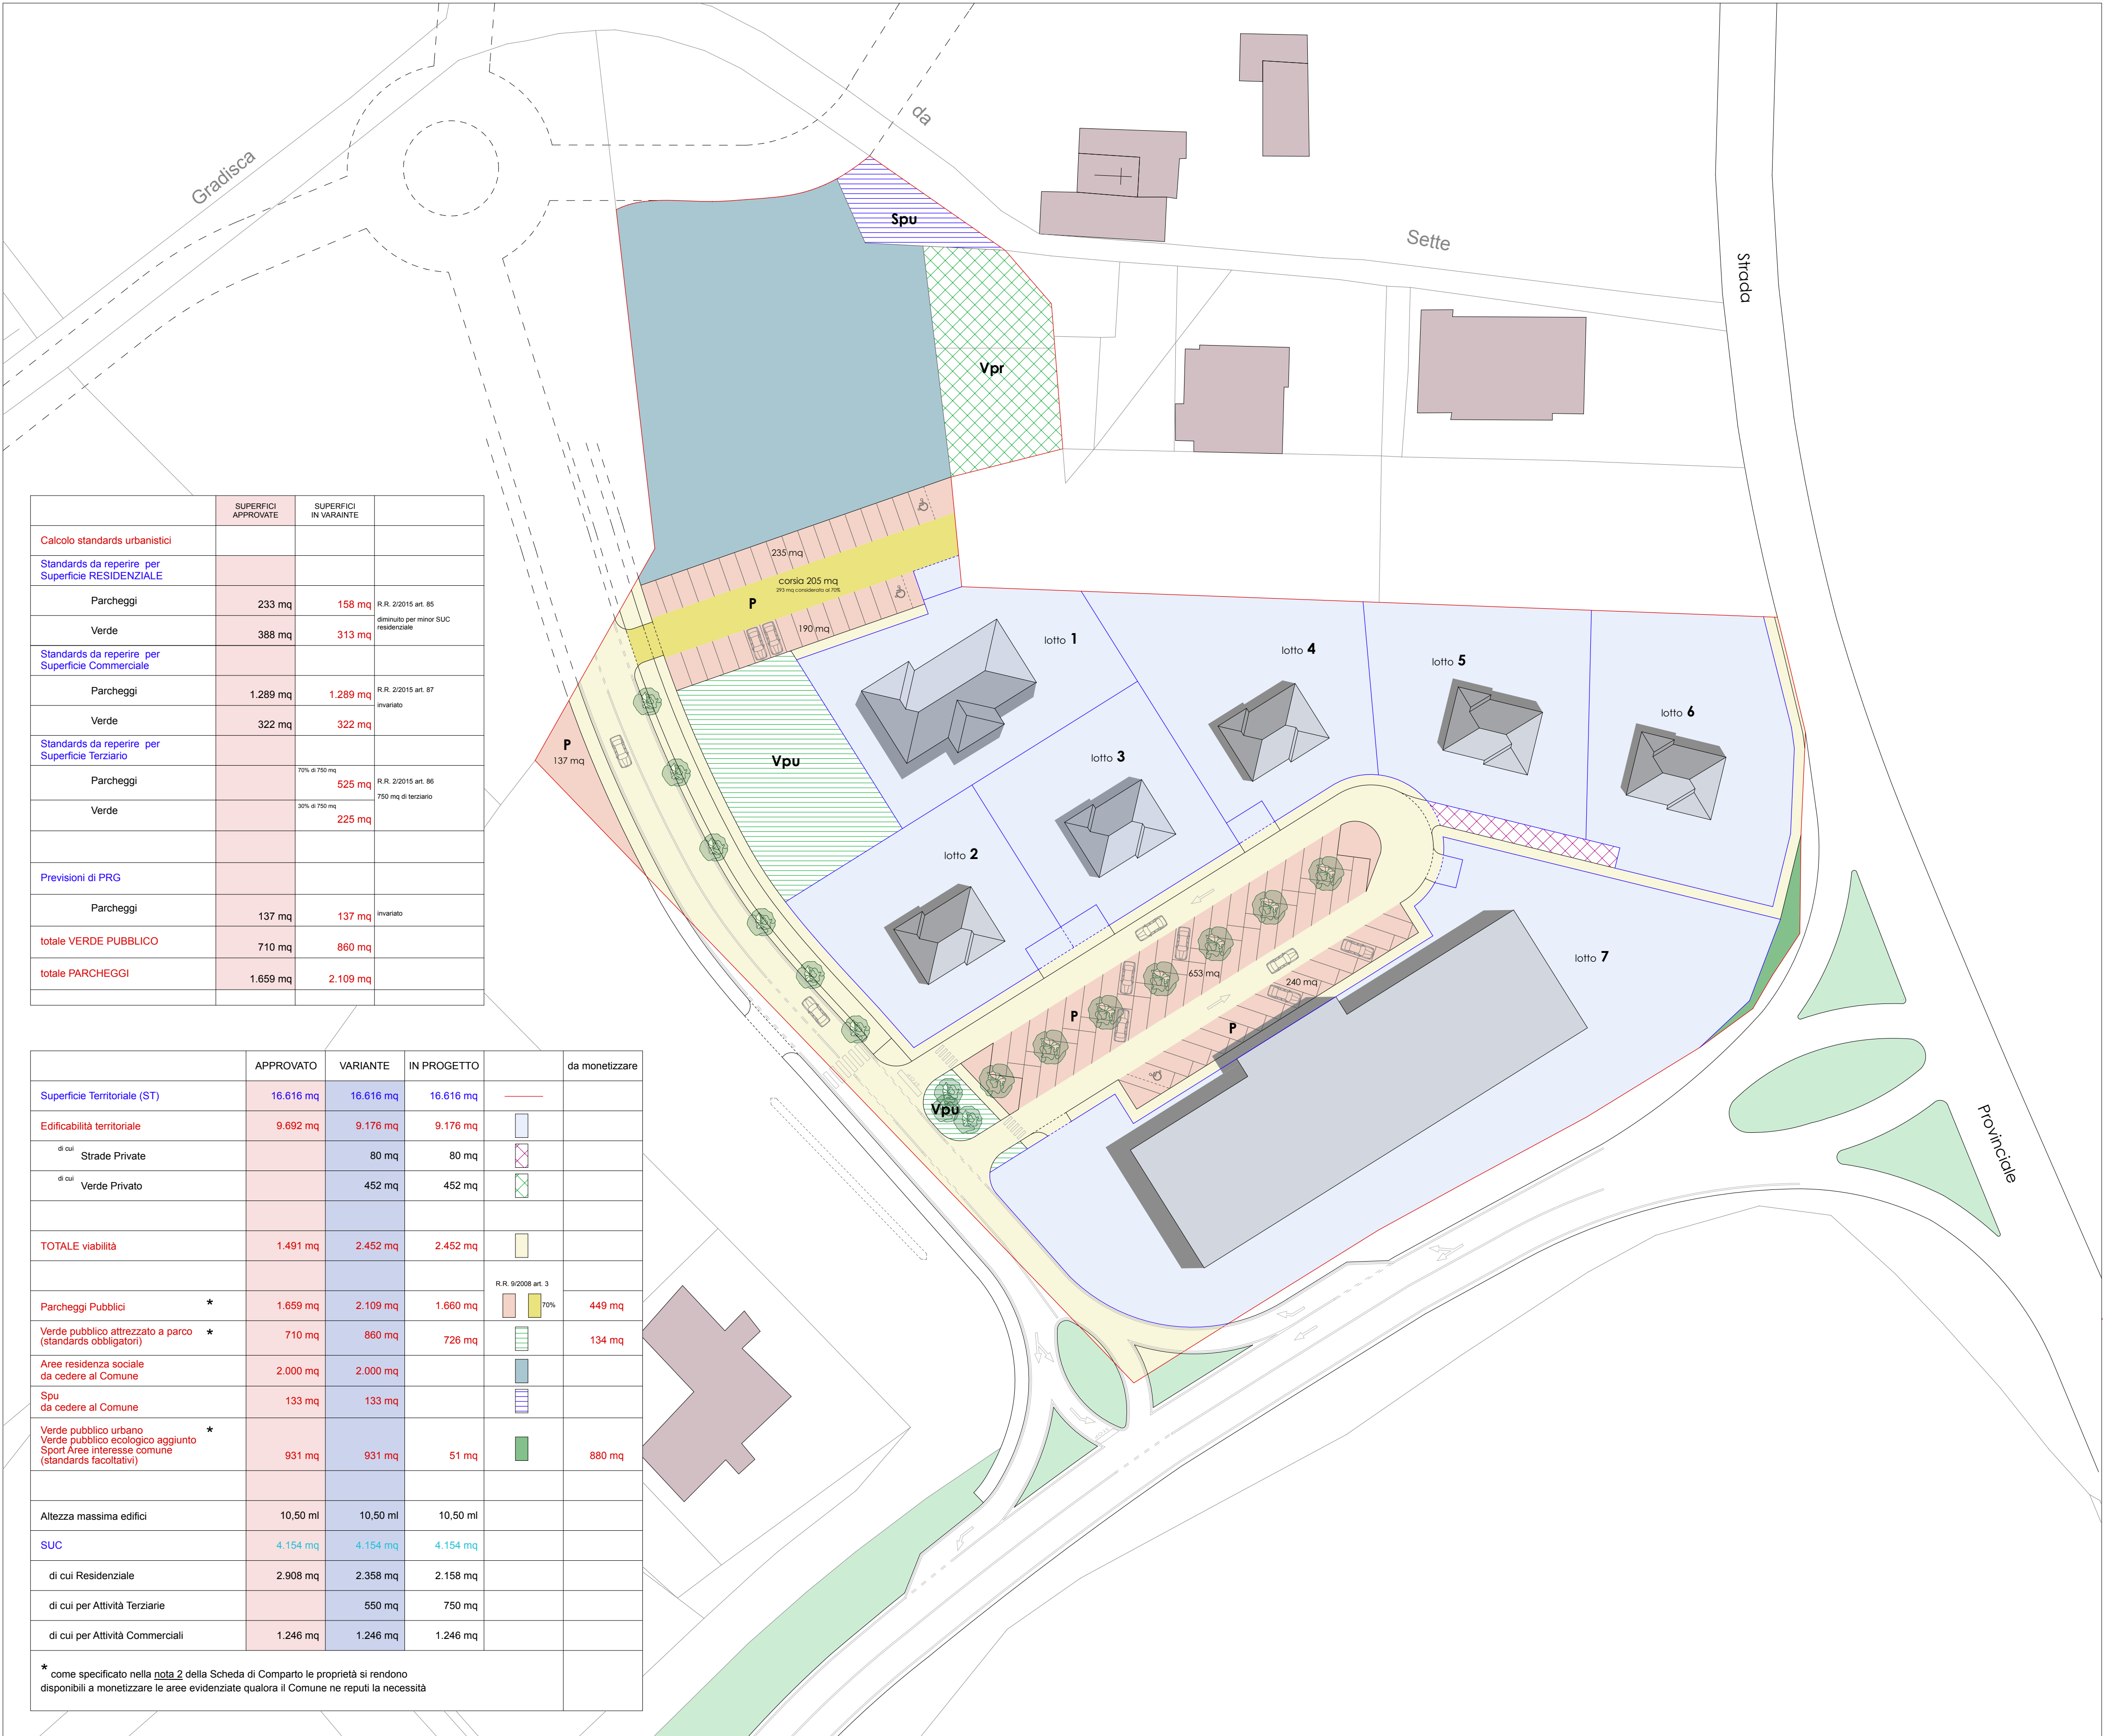 Gradisca
da
Sette
Strada
Provinciale
Spu
Vpr
235 mq
corsia 205 mq
293 mq considerata al 70%
P
190 mq
P
137 mq
Vpu
lotto 1
lotto 4
lotto 5
lotto 6
lotto 3
lotto 2
lotto 7
653 mq
240 mq
P
P
Vpu
SUPERFICI APPROVATE
SUPERFICI IN VARAINTE
Calcolo standards urbanistici
Standards da reperire per
Superficie RESIDENZIALE
Parcheggi 233 mq 158 mq R.R. 2/2015 art. 85
diminuito per minor SUC
residenziale
Verde 388 mq 313 mq
Standards da reperire per
Superficie Commerciale
Parcheggi 1.289 mq 1.289 mq R.R. 2/2015 art. 87
invariato
Verde 322 mq 322 mq
Standards da reperire per
Superficie Terziario
70% di 750 mq
Parcheggi 525 mq R.R. 2/2015 art. 86
750 mq di terziario
30% di 750 mq
Verde 225 mq
Previsioni di PRG
Parcheggi 137 mq 137 mq invariato
totale VERDE PUBBLICO 710 mq 860 mq
totale PARCHEGGI 1.659 mq 2.109 mq
APPROVATO VARIANTE IN PROGETTO da monetizzare
Superficie Territoriale (ST) 16.616 mq 16.616 mq 16.616 mq
Edificabilità territoriale 9.692 mq 9.176 mq 9.176 mq
di cui Strade Private 80 mq 80 mq
di cui Verde Privato 452 mq 452 mq
TOTALE viabilità 1.491 mq 2.452 mq 2.452 mq
R.R. 9/2008 art. 3
Parcheggi Pubblici * 1.659 mq 2.109 mq 1.660 mq 70% 449 mq
Verde pubblico attrezzato a parco *
(standards obbligatori) 710 mq 860 mq 726 mq 134 mq
Aree residenza sociale
da cedere al Comune 2.000 mq 2.000 mq
Spu
da cedere al Comune 133 mq 133 mq
Verde pubblico urbano *
Verde pubblico ecologico aggiunto
Sport Aree interesse comune
(standards facoltativi) 931 mq 931 mq 51 mq 880 mq
Altezza massima edifici 10,50 ml 10,50 ml 10,50 ml
SUC 4.154 mq 4.154 mq 4.154 mq
di cui Residenziale 2.908 mq 2.358 mq 2.158 mq
di cui per Attività Terziarie 550 mq 750 mq
di cui per Attività Commerciali 1.246 mq 1.246 mq 1.246 mq
* come specificato nella nota 2 della Scheda di Comparto le proprietà si rendono
disponibili a monetizzare le aree evidenziate qualora il Comune ne reputi la necessità